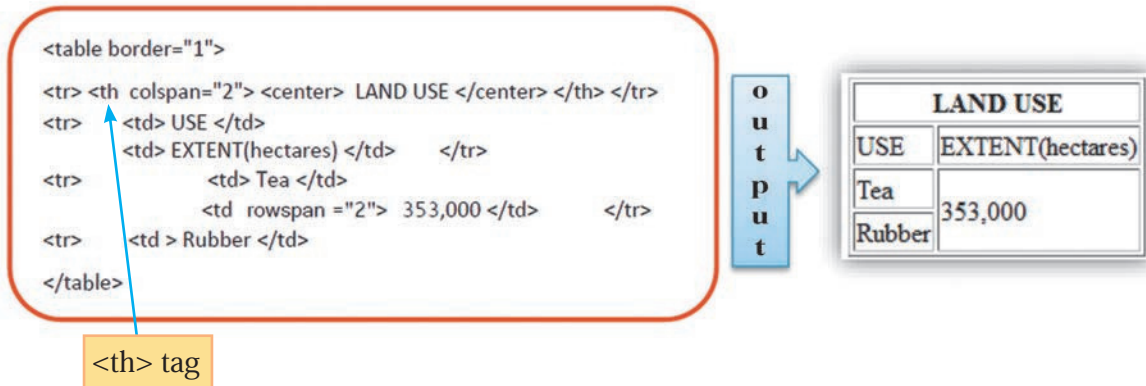 <table border="1">
<tr> <th colspan="2"> <center> LAND USE </center> </th> </tr>
<tr> <td> USE </td>
<td> EXTENT(hectares) </td> </tr>
<tr> <td> Tea </td>
<td rowspan ="2"> 353,000 </td> </tr>
<tr> <td > Rubber </td>
</table>
<th> tag
output
LAND USE
USE EXTENT(hectares)
Tea
353,000
Rubber